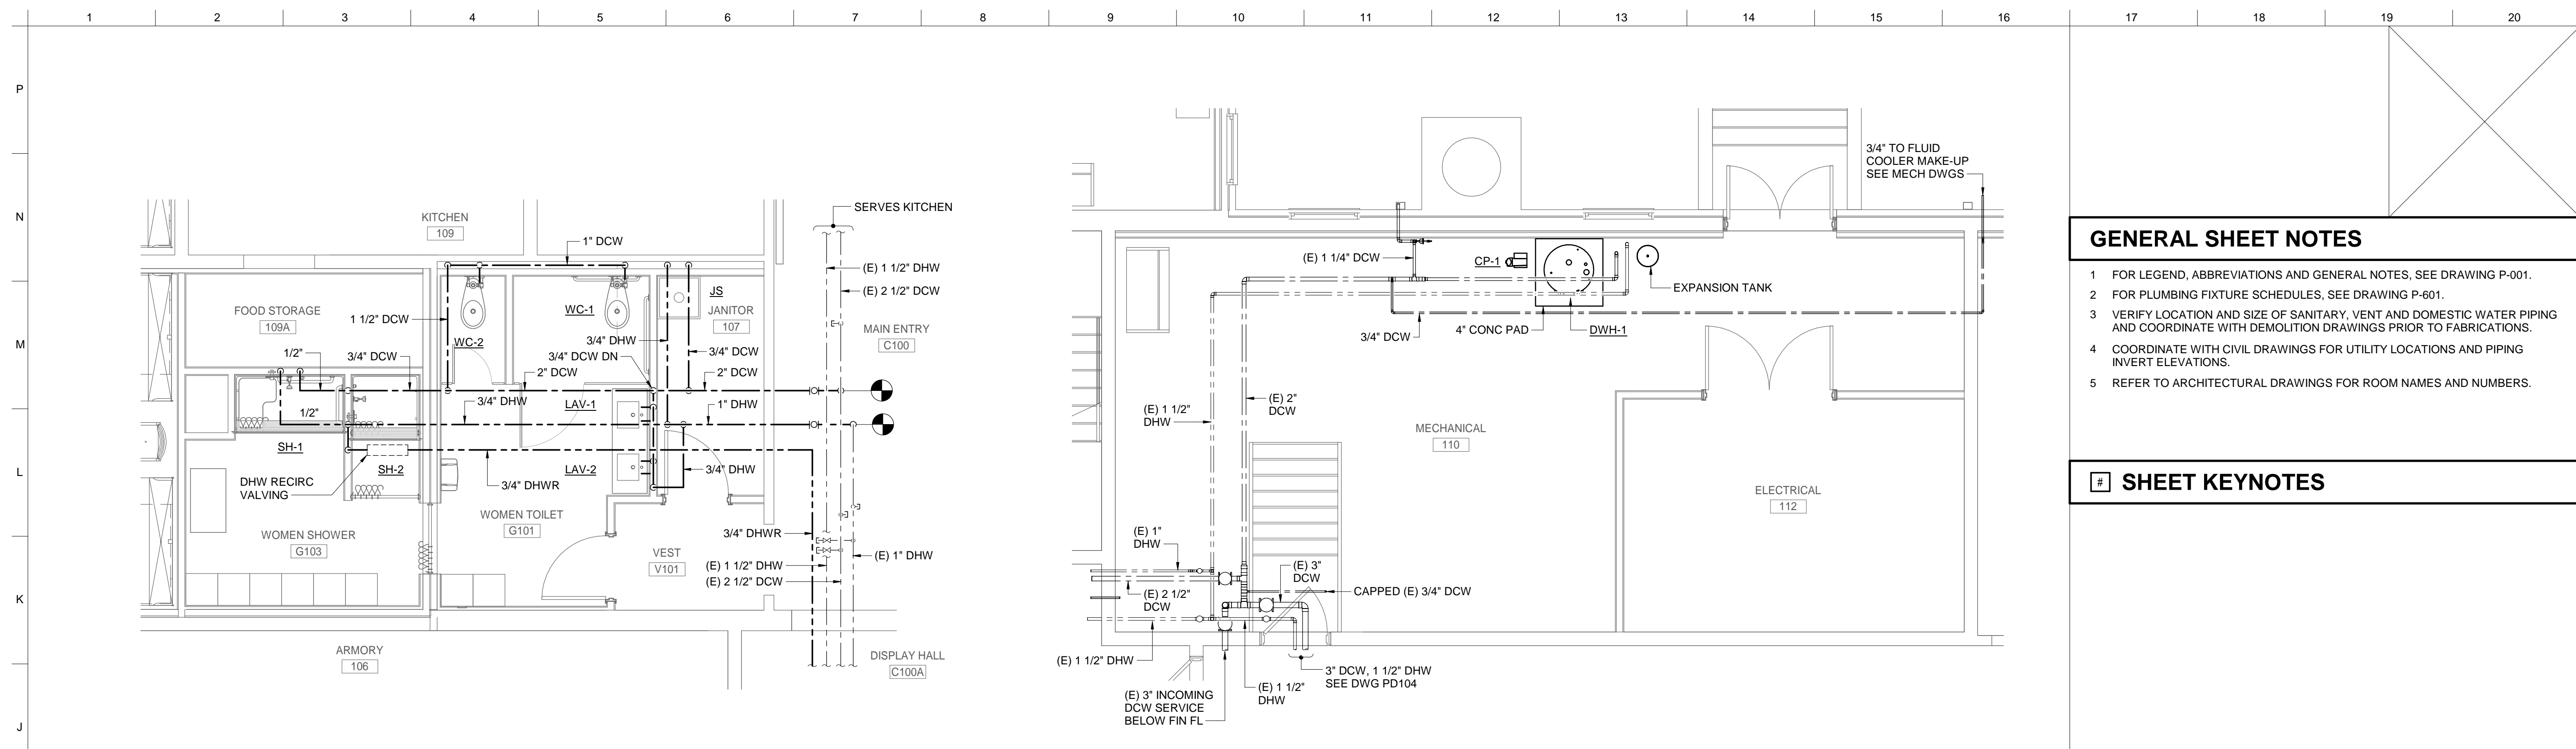 1 2 3 4 5 6 7 8 9 10 11 12 13 14 15 16 17 18 19 20
P
N
M
L
K
J
KITCHEN
109
1" DCW
SERVES KITCHEN
(E) 1 1/2" DHW
(E) 2 1/2" DCW
FOOD STORAGE
109A
1 1/2" DCW
WC-2
WC-1
JS
JANITOR
107
MAIN ENTRY
C100
3/4" DHW
3/4" DCW DN
3/4" DCW
1/2"
3/4" DCW
2" DCW
2" DCW
1/2"
3/4" DHW
LAV-1
1" DHW
SH-1
SH-2
LAV-2
3/4" DHW
DHW RECIRC
VALVING
3/4" DHWR
WOMEN SHOWER
G103
WOMEN TOILET
G101
3/4" DHWR
VEST
V101
(E) 1" DHW
(E) 1 1/2" DHW
(E) 2 1/2" DCW
ARMORY
106
DISPLAY HALL
C100A
3/4" TO FLUID
COOLER MAKE-UP
SEE MECH DWGS
(E) 1 1/4" DCW
CP-1
EXPANSION TANK
3/4" DCW
4" CONC PAD
DWH-1
(E) 1 1/2"
DHW
(E) 2"
DCW
MECHANICAL
110
ELECTRICAL
112
(E) 1"
DHW
(E) 2 1/2"
DCW
(E) 3"
DCW
CAPPED (E) 3/4" DCW
(E) 1 1/2" DHW
(E) 3" INCOMING
DCW SERVICE
BELOW FIN FL
(E) 1 1/2"
DHW
3" DCW, 1 1/2" DHW
SEE DWG PD104
GENERAL SHEET NOTES
1 FOR LEGEND, ABBREVIATIONS AND GENERAL NOTES, SEE DRAWING P-001.
2 FOR PLUMBING FIXTURE SCHEDULES, SEE DRAWING P-601.
3 VERIFY LOCATION AND SIZE OF SANITARY, VENT AND DOMESTIC WATER PIPING
AND COORDINATE WITH DEMOLITION DRAWINGS PRIOR TO FABRICATIONS.
4 COORDINATE WITH CIVIL DRAWINGS FOR UTILITY LOCATIONS AND PIPING
INVERT ELEVATIONS.
5 REFER TO ARCHITECTURAL DRAWINGS FOR ROOM NAMES AND NUMBERS.
# SHEET KEYNOTES